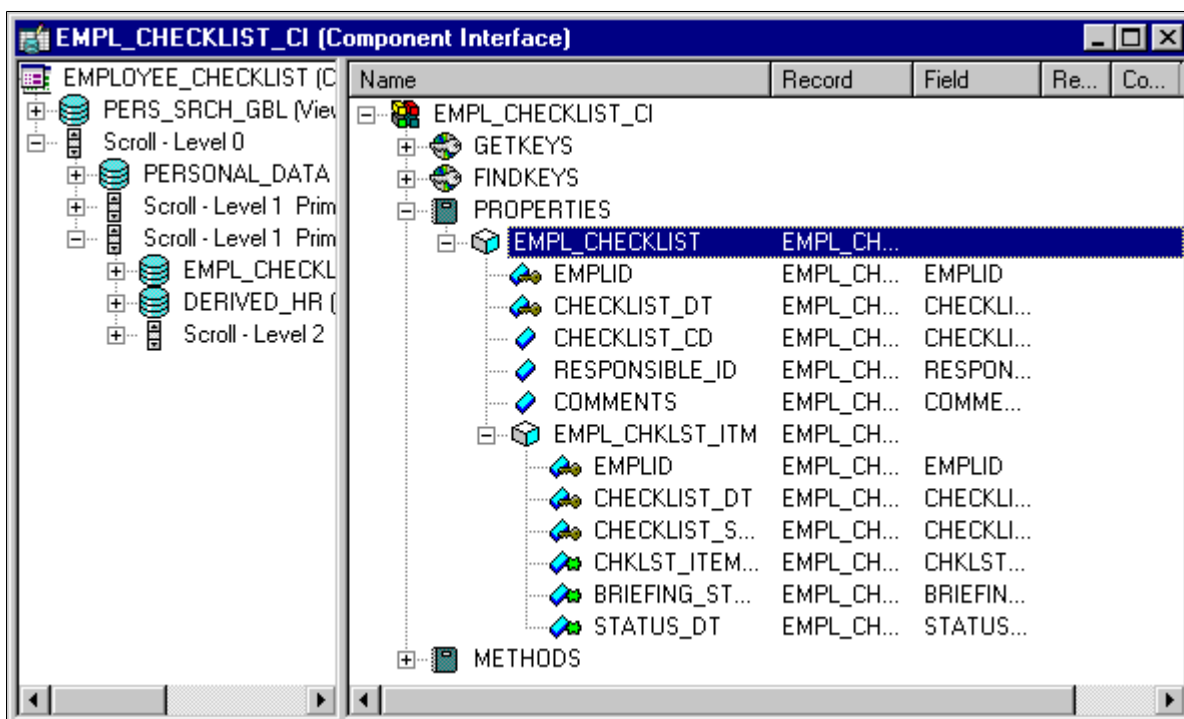 EMPL_CHECKLIST_CI (Component Interface)
EMPLOYEE_CHECKLIST (C
PERS_SRCH_GBL (View
Scroll - Level 0
PERSONAL_DATA
Scroll - Level 1 Prim
Scroll - Level 1 Prim
EMPL_CHECKL
DERIVED_HR (
Scroll - Level 2
Name Record Field Re... Co...
EMPL_CHECKLIST_CI
GETKEYS
FINDKEYS
PROPERTIES
EMPL_CHECKLIST EMPL_CH...
EMPLID EMPL_CH... EMPLID
CHECKLIST_DT EMPL_CH... CHECKLI...
CHECKLIST_CD EMPL_CH... CHECKLI...
RESPONSIBLE_ID EMPL_CH... RESPON...
COMMENTS EMPL_CH... COMME...
EMPL_CHKLST_ITM EMPL_CH...
EMPLID EMPL_CH... EMPLID
CHECKLIST_DT EMPL_CH... CHECKLI...
CHECKLIST_S... EMPL_CH... CHECKLI...
CHKLST_ITEM... EMPL_CH... CHKLST...
BRIEFING_ST... EMPL_CH... BRIEFIN...
STATUS_DT EMPL_CH... STATUS...
METHODS